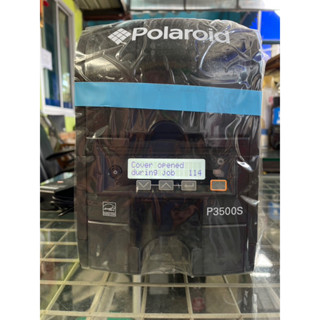 Polaroid
Cover opened
during job 114
P3500S